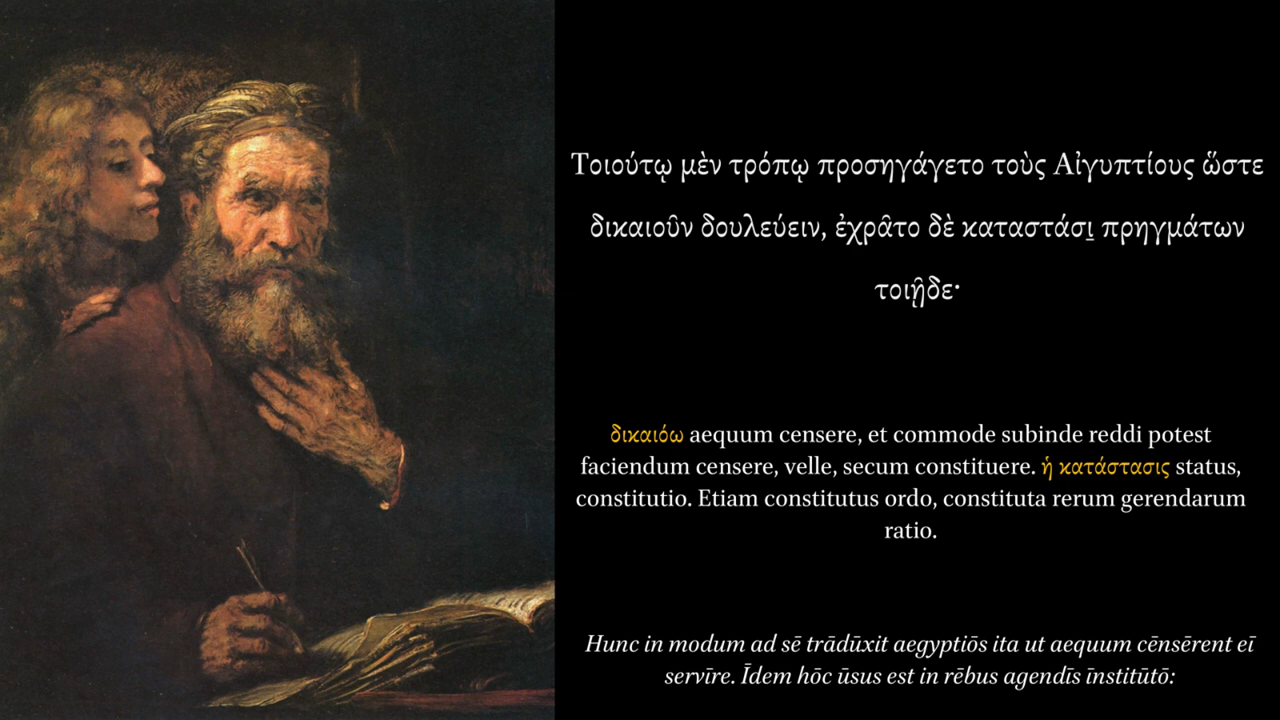 Τοιούτῳ μὲν τρόπῳ προσηγάγετο τοὺς Αἰγυπτίους ὥστε
δικαιοῦν δουλεύειν, ἐχρᾶτο δὲ καταστάσι̱ πρηγμάτων
τοιῇδε·
δικαιόω aequum censere, et commode subinde reddi potest
faciendum censere, velle, secum constituere. ἡ κατάστασις status,
constitutio. Etiam constitutus ordo, constituta rerum gerendarum
ratio.
Hunc in modum ad sē trādūxit aegyptiōs ita ut aequum cēnsērent eī
servīre. Īdem hōc ūsus est in rēbus agendīs īnstitūtō: